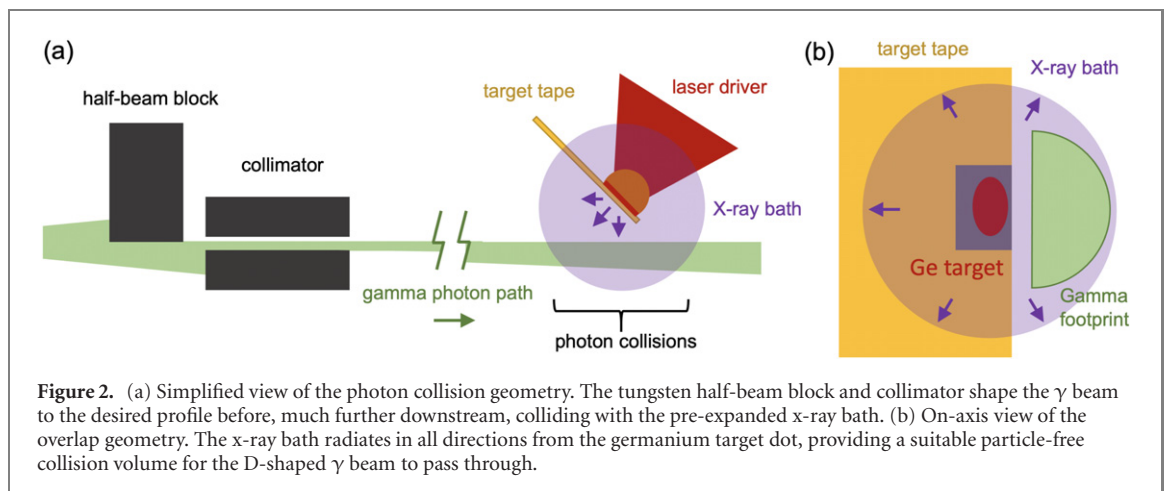 (a)
half-beam block
collimator
gamma photon path
target tape
laser driver
X-ray bath
photon collisions
(b)
target tape
X-ray bath
Ge target
Gamma
footprint
Figure 2. (a) Simplified view of the photon collision geometry. The tungsten half-beam block and collimator shape the γ beam
to the desired profile before, much further downstream, colliding with the pre-expanded x-ray bath. (b) On-axis view of the
overlap geometry. The x-ray bath radiates in all directions from the germanium target dot, providing a suitable particle-free
collision volume for the D-shaped γ beam to pass through.